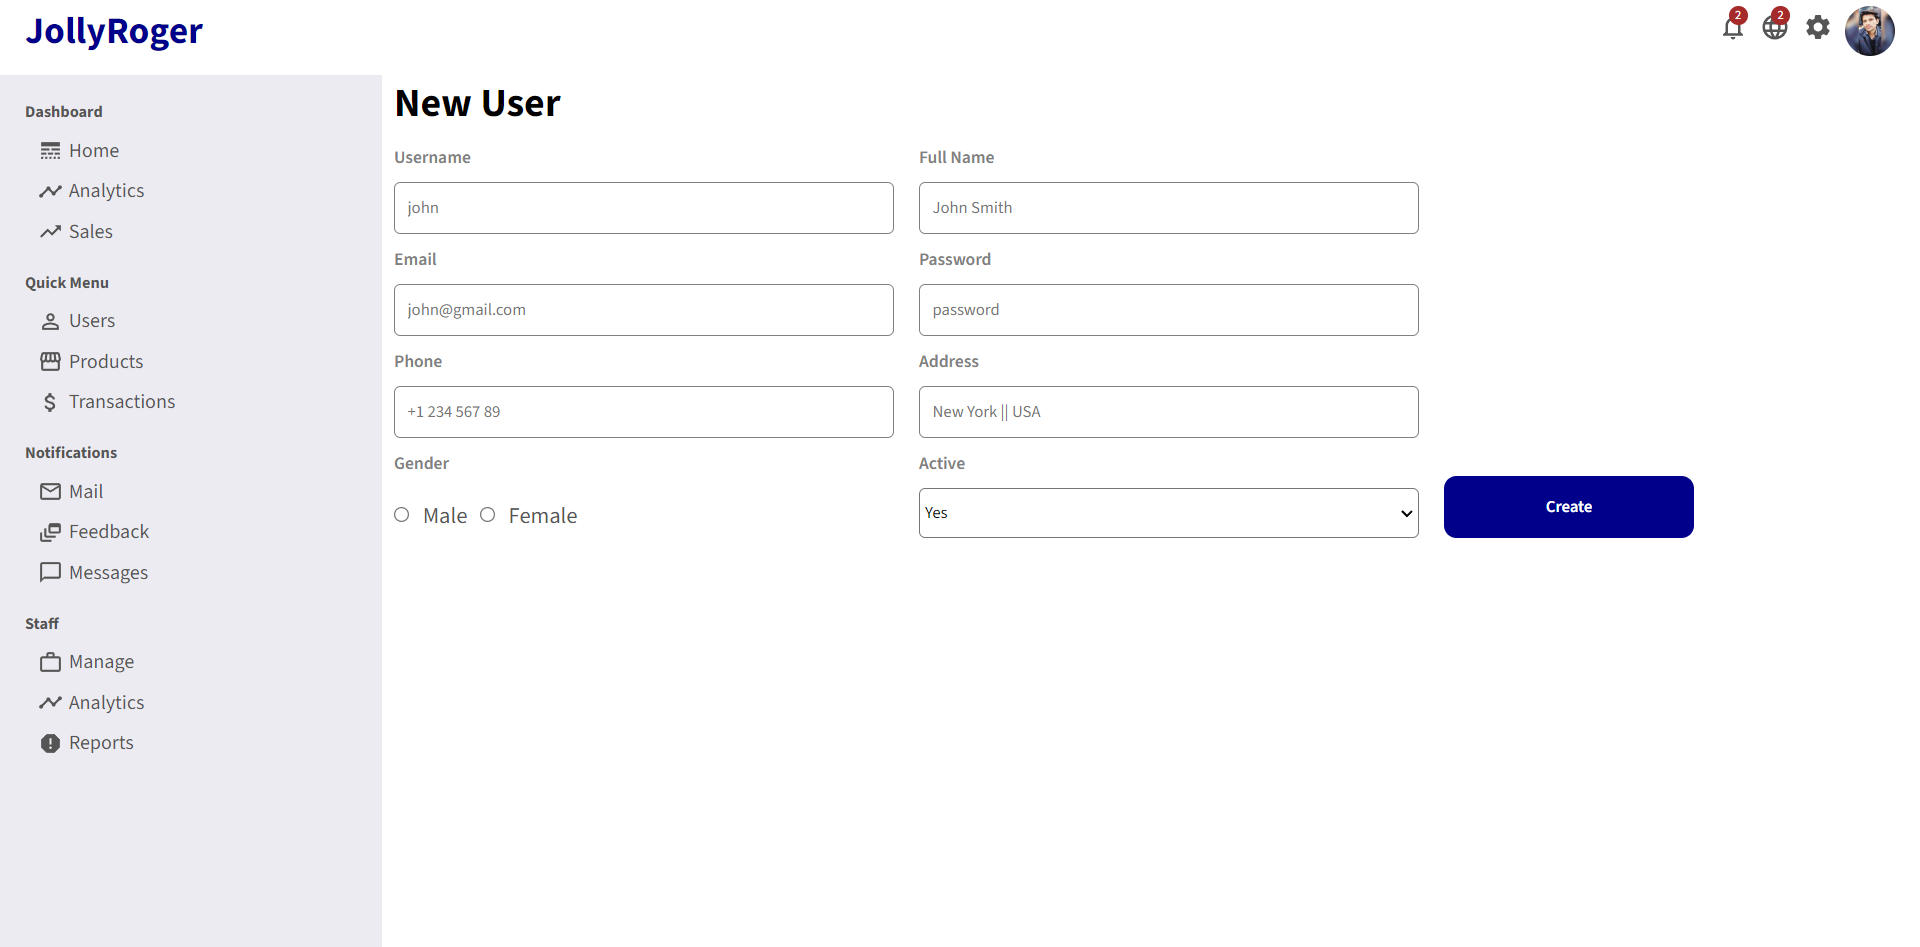 JollyRoger
2
2
Dashboard
Home
Analytics
Sales
Quick Menu
Users
Products
Transactions
Notifications
Mail
Feedback
Messages
Staff
Manage
Analytics
Reports
New User
Username
Full Name
john
John Smith
Email
Password
john@gmail.com
password
Phone
Address
+1 234 567 89
New York || USA
Gender
Active
Male
Female
Yes
Create